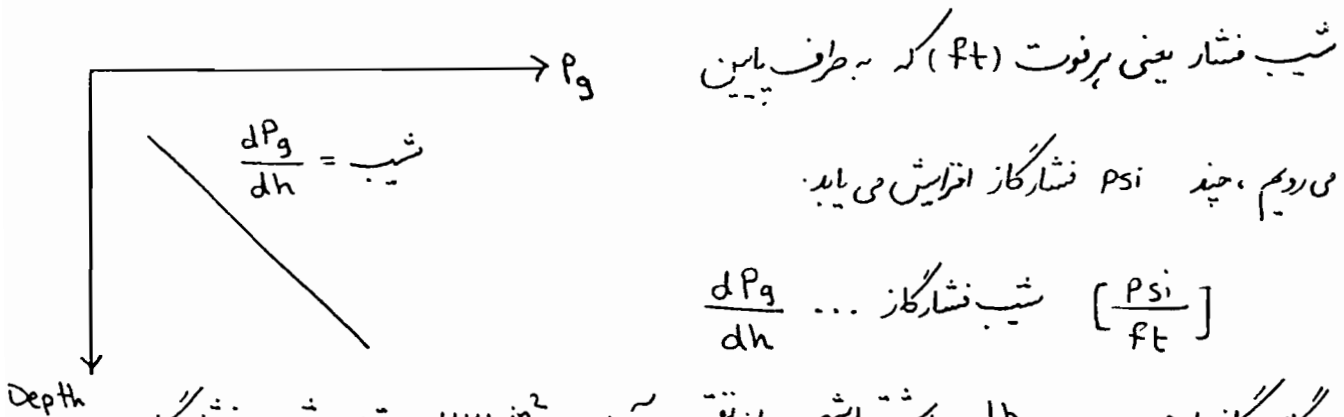 شیب فشار یعنی هر فوت (ft) که به طرف پایین
می رویم ، چند psi فشار گاز افزایش می یابد.
dPg/dh ... شیب فشار گاز [psi/ft]
Pg
dPg/dh = شیب
Depth